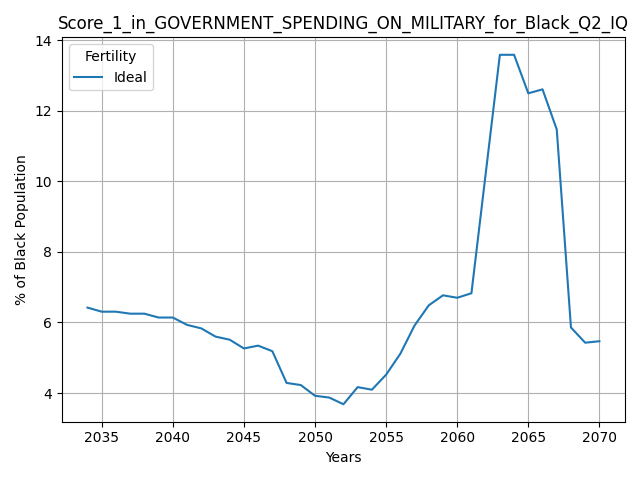 Score_1_in_GOVERNMENT_SPENDING_ON_MILITARY_for_Black_Q2_IQ
Fertility
Ideal
% of Black Population
14
12
10
8
6
4
2035 2040 2045 2050 2055 2060 2065 2070
Years